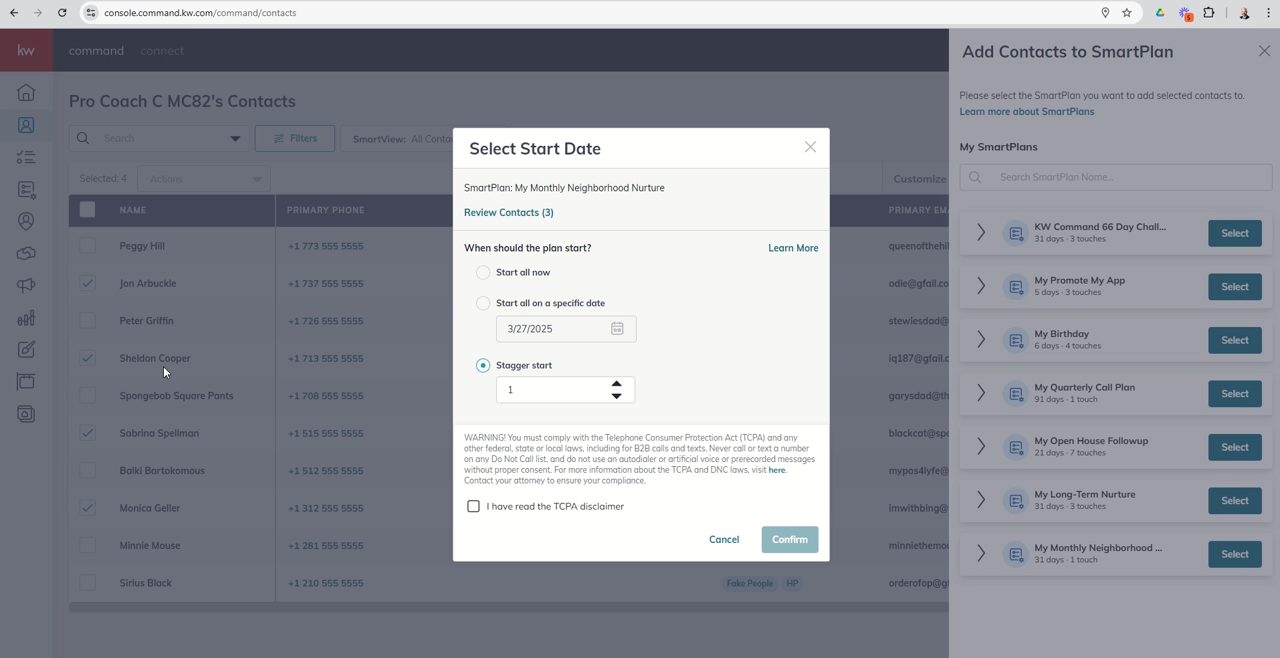 console.command.kw.com/command/contacts
5
kw
command
connect
Add Contacts to SmartPlan
Please select the SmartPlan you want to add selected contacts to.
Learn more about SmartPlans
My SmartPlans
Search SmartPlan Name...
KW Command 66 Day Chall...
31 days · 3 touches
Select
My Promote My App
5 days · 3 touches
Select
My Birthday
6 days · 4 touches
Select
My Quarterly Call Plan
91 days · 1 touch
Select
My Open House Followup
21 days · 7 touches
Select
My Long-Term Nurture
31 days · 3 touches
Select
My Monthly Neighborhood ...
31 days · 1 touch
Select
Pro Coach C MC82's Contacts
Search
Filters
SmartView: All Conta
Selected: 4
Actions
Customize
NAME
PRIMARY PHONE
PRIMARY EMA
Peggy Hill
+1 773 555 5555
queenofthehil
Jon Arbuckle
+1 737 555 5555
odie@gfail.c
Peter Griffin
+1 726 555 5555
stewiesdad@
Sheldon Cooper
+1 713 555 5555
iq187@gfail.c
Spongebob Square Pants
+1 708 555 5555
garysdad@
Sabrina Spellman
+1 515 555 5555
blackcat@spe
Balki Bartokomous
+1 512 555 5555
mypos4lyfe@
Monica Geller
+1 312 555 5555
imwithbing@
Minnie Mouse
+1 281 555 5555
minniethemou
Sirius Black
+1 210 555 5555
Fake People
HP
orderofop@gf
Select Start Date
SmartPlan: My Monthly Neighborhood Nurture
Review Contacts (3)
When should the plan start?
Learn More
Start all now
Start all on a specific date
3/27/2025
Stagger start
1
WARNING! You must comply with the Telephone Consumer Protection Act (TCPA) and any
other federal, state or local laws, including for B2B calls and texts. Never call or text a number
on any Do Not Call list, and do not use an autodialer or artificial voice or prerecorded messages
without proper consent. For more information about the TCPA and DNC laws, visit here.
Contact your attorney to ensure your compliance.
I have read the TCPA disclaimer
Cancel
Confirm